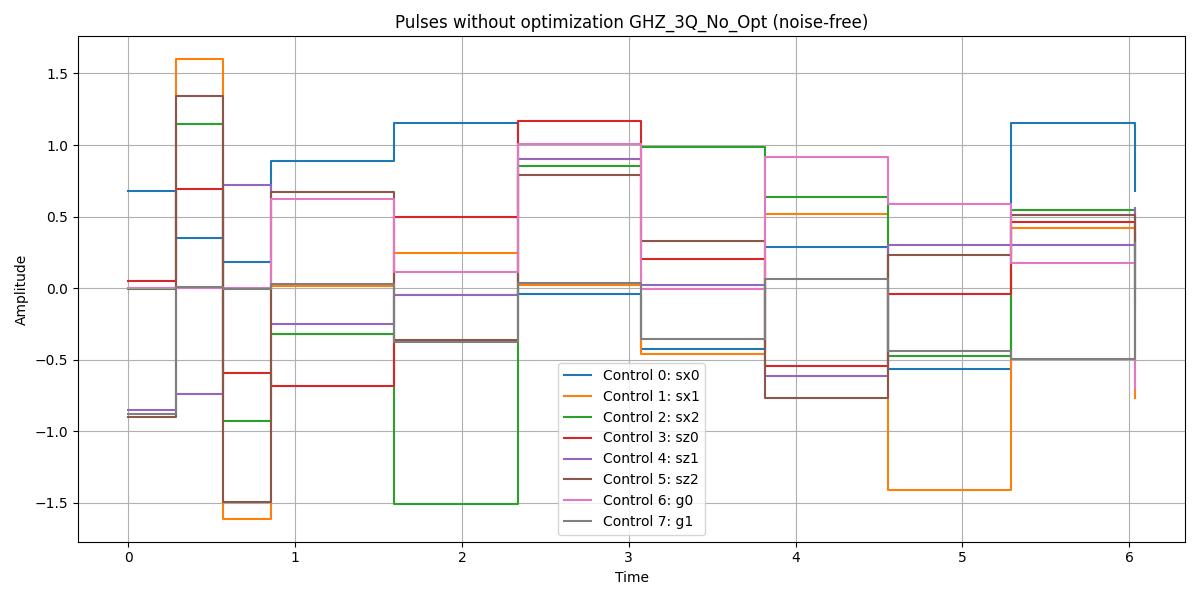 Pulses without optimization GHZ_3Q_No_Opt (noise-free)
Amplitude
1.5
1.0
0.5
0.0
−0.5
−1.0
−1.5
Control 0: sx0
Control 1: sx1
Control 2: sx2
Control 3: sz0
Control 4: sz1
Control 5: sz2
Control 6: g0
Control 7: g1
0 1 2 3 4 5 6
Time